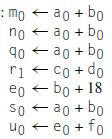 : m₀ ← a₀ + b₀
n₀ ← a₀ + b₀
q₀ ← a₀ + b₀
r₁ ← c₀ + d₀
e₀ ← b₀ + 18
s₀ ← a₀ + b₀
u₀ ← e₀ + f₀